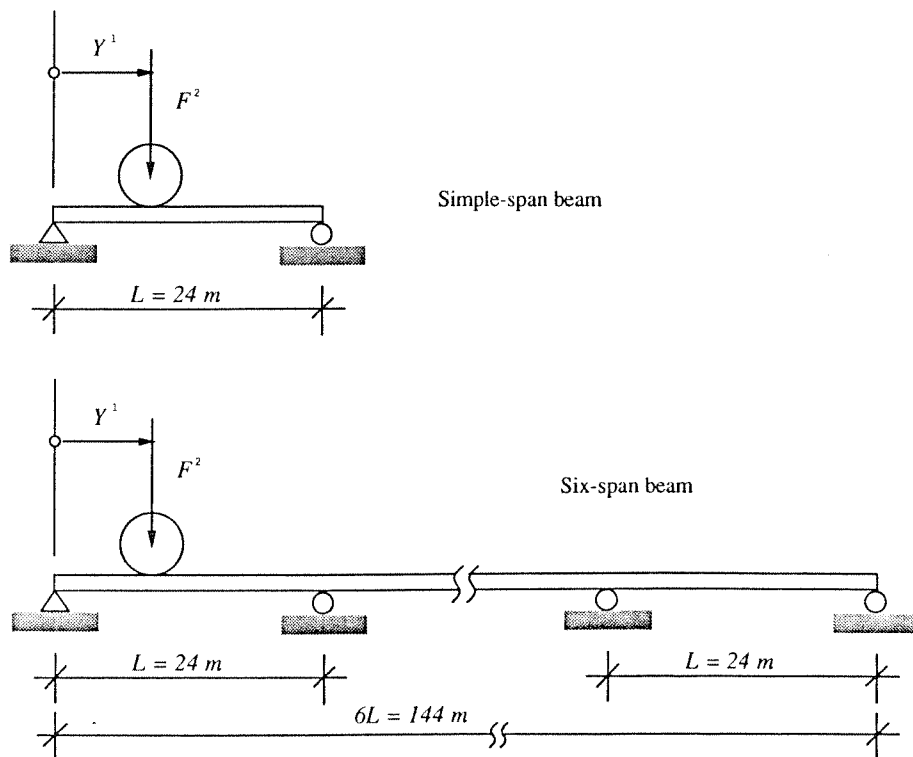 Y¹
F²
Simple-span beam
L = 24 m
Y¹
F²
Six-span beam
L = 24 m
L = 24 m
6L = 144 m